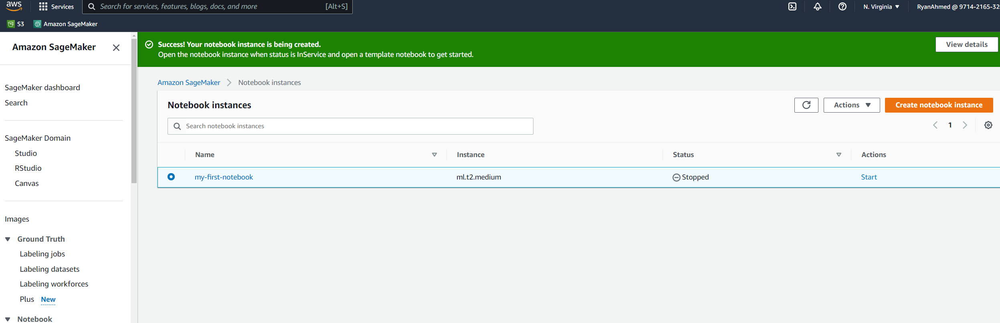 aws
Services
Search for services, features, blogs, docs, and more
[Alt+S]
N. Virginia
RyanAhmed @ 9714-2165-32
S3
Amazon SageMaker
Amazon SageMaker
Success! Your notebook instance is being created.
Open the notebook instance when status is InService and open a template notebook to get started.
View details
SageMaker dashboard
Search
SageMaker Domain
Studio
RStudio
Canvas
Images
Ground Truth
Labeling jobs
Labeling datasets
Labeling workforces
Plus New
Notebook
Amazon SageMaker
Notebook instances
Notebook instances
Actions
Create notebook instance
Search notebook instances
1
Name
Instance
Status
Actions
my-first-notebook
ml.t2.medium
Stopped
Start